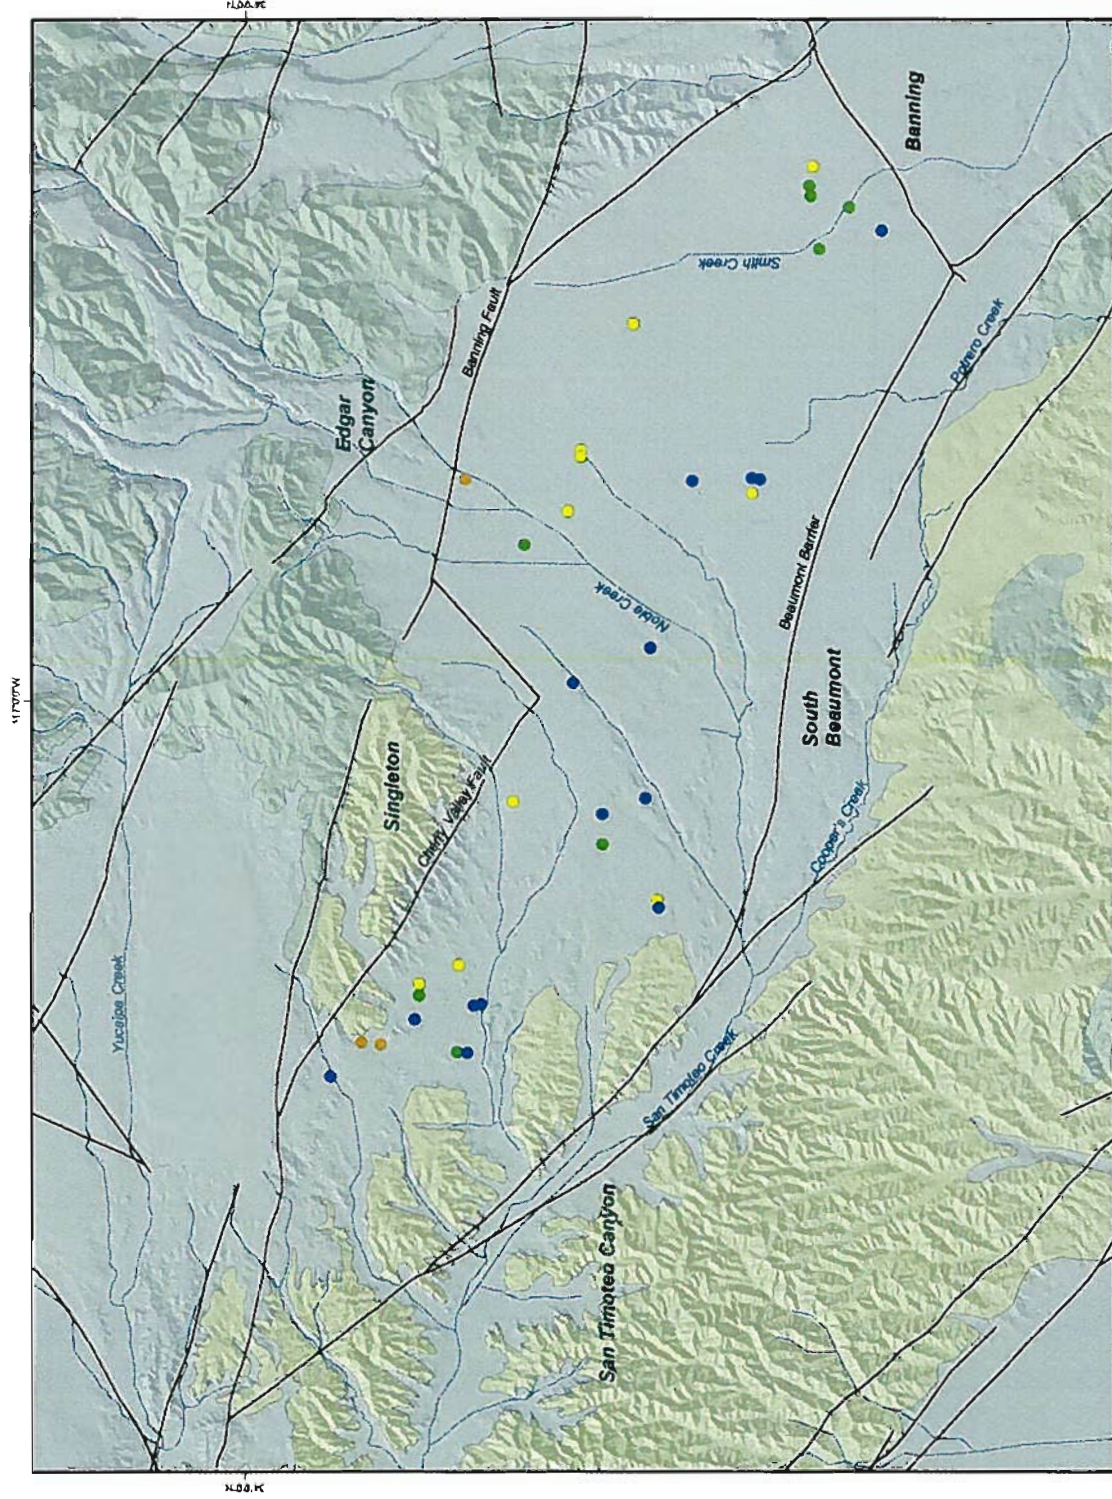 Banning
Smith Creek
Banning Fault
Potrero Creek
Edgar
Canyon
Beaumont Barrier
Noble Creek
South
Beaumont
Singleton
Cherry Valley Fault
Cooper's Creek
Yucaipa Creek
San Timoteo Creek
San Timoteo Canyon